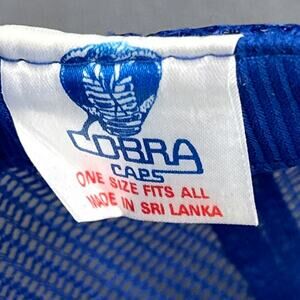 COBRA
CAPS
ONE SIZE FITS ALL
MADE IN SRI LANKA